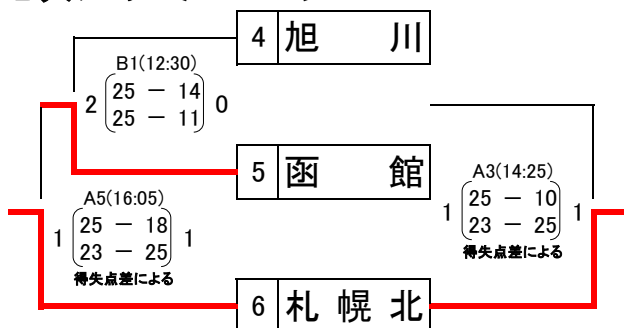 4 旭 川
B1(12:30)
2 25 － 14 0
25 － 11
5 函 館
A5(16:05)
1 25 － 18 1
23 － 25
得失点差による
A3(14:25)
1 25 － 10 1
23 － 25
得失点差による
6 札 幌 北